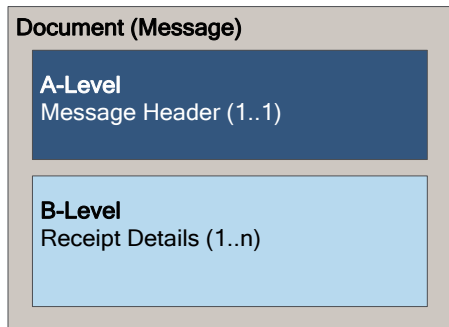 Document (Message)
A-Level
Message Header (1..1)
B-Level
Receipt Details (1..n)